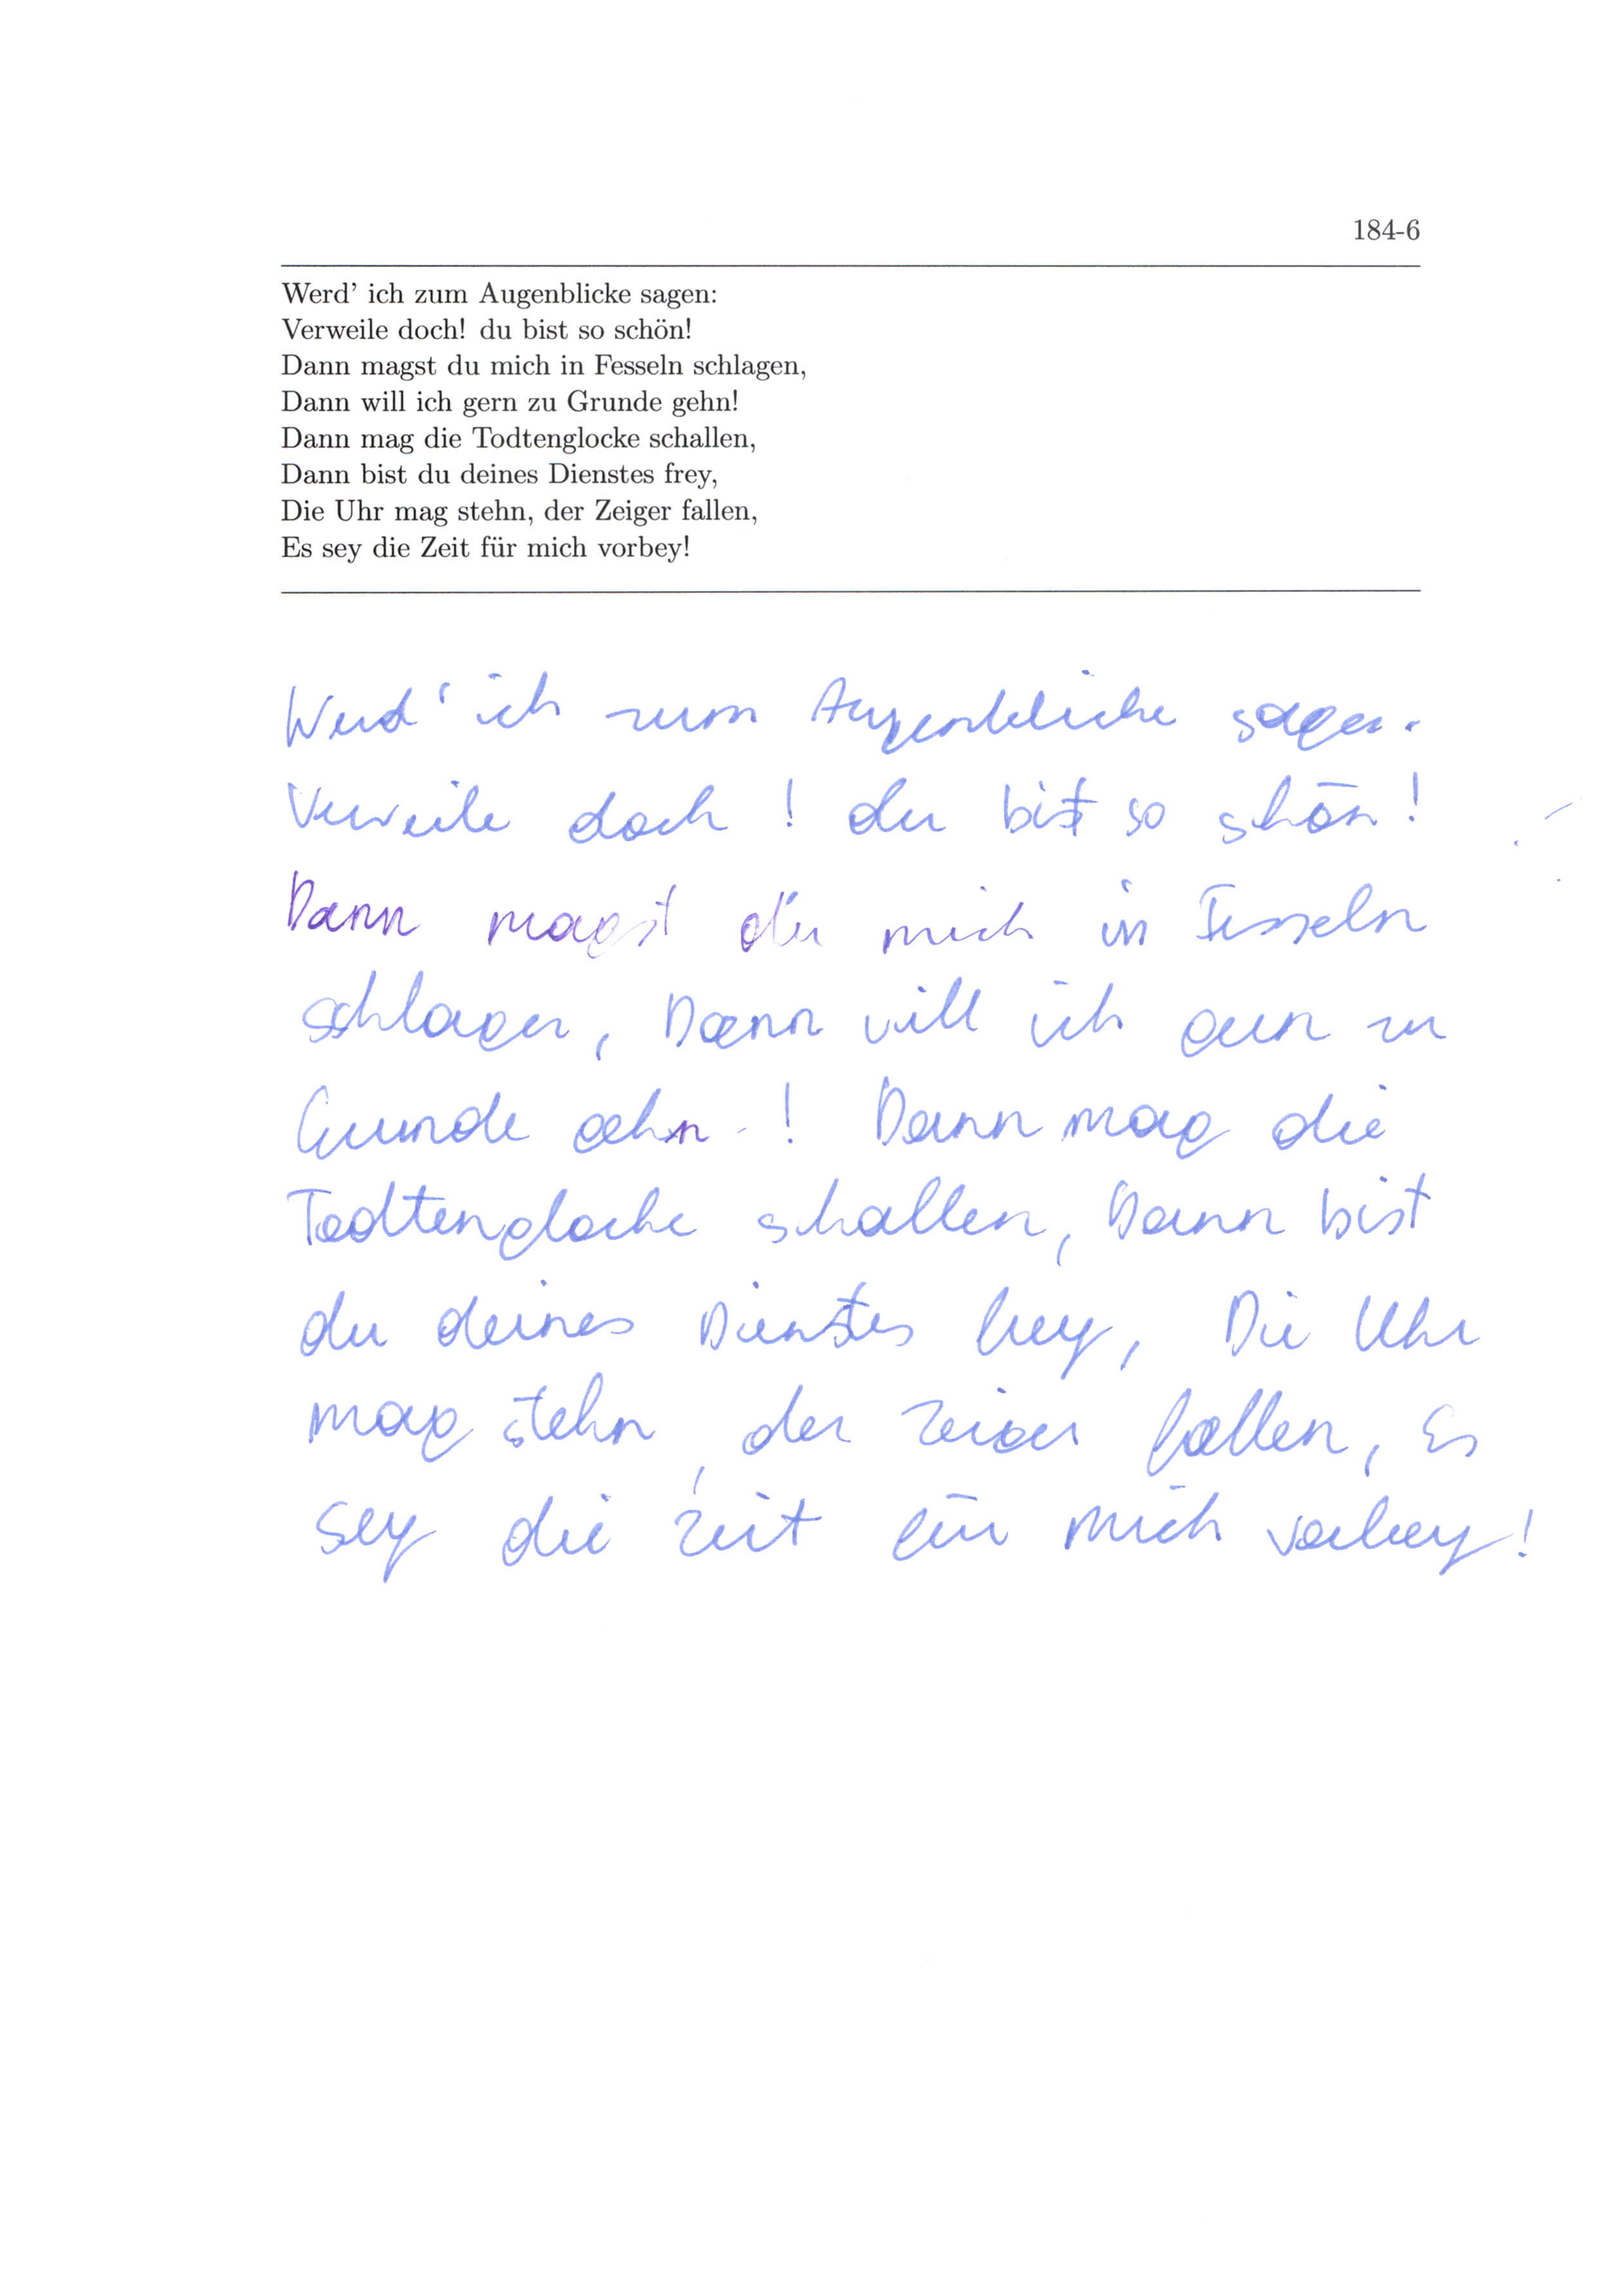 184-6
Werd' ich zum Augenblicke sagen:
Verweile doch! du bist so schön!
Dann magst du mich in Fesseln schlagen,
Dann will ich gern zu Grunde gehn!
Dann mag die Todtenglocke schallen,
Dann bist du deines Dienstes frey,
Die Uhr mag stehn, der Zeiger fallen,
Es sey die Zeit für mich vorbey!
Werd' ich zum Augenblicke sagen.
Verweile doch! du bist so schön!
Dann magst du mich in Fesseln
schlagen, Dann will ich gern zu
Grunde gehn! Dann mag die
Todtenglocke schallen, Dann bist
du deines Dienstes frey, Die Uhr
mag stehn, der Zeiger fallen, Es
sey die Zeit für mich vorbey!